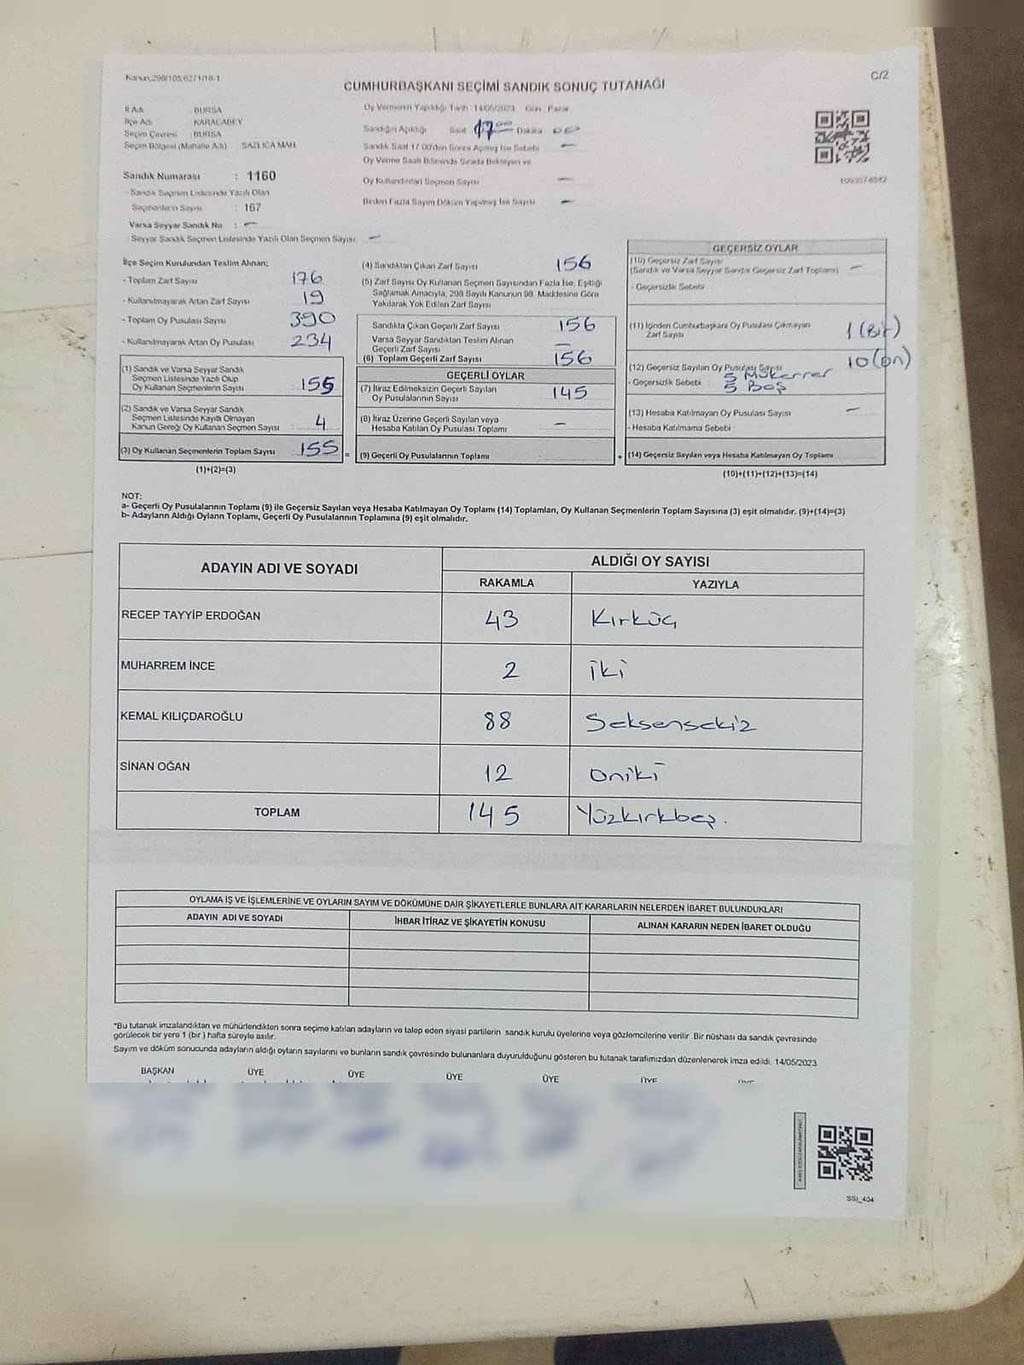 Kanun:298/105;6271/18-1
C/2
CUMHURBAŞKANI SEÇİMİ SANDIK SONUÇ TUTANAĞI
İl Adı : BURSA
İlçe Adı : KARACABEY
Seçim Çevresi : BURSA
Seçim Bölgesi (Mahalle Adı) SAZLICA MAH.
Sandık Numarası : 1160
- Sandık Seçmen Listesinde Yazılı Olan
Seçmenlerin Sayısı : 167
Varsa Seyyar Sandık No : -
- Seyyar Sandık Seçmen Listesinde Yazılı Olan Seçmen Sayısı -
Oy Vermenin Yapıldığı Tarih :14/05/2023 Gün : Pazar
Sandığın Açıldığı Saat 17 00 Dakika 00
Sandık Saat 17.00'den Sonra Açılmış İse Sebebi -
Oy Verme Saati Bitiminde Sırada Bekleyen ve
Oy Kullandırılan Seçmen Sayısı -
Birden Fazla Sayım Döküm Yapılmış İse Sayısı -
İlçe Seçim Kurulundan Teslim Alınan;
- Toplam Zarf Sayısı 176
- Kullanılmayarak Artan Zarf Sayısı 19
- Toplam Oy Pusulası Sayısı 390
- Kullanılmayarak Artan Oy Pusulası 234
(1) Sandık ve Varsa Seyyar Sandık
Seçmen Listesinde Yazılı Olup
Oy Kullanan Seçmenlerin Sayısı 155
(2) Sandık ve Varsa Seyyar Sandık
Seçmen Listesinde Kayıtlı Olmayan
Kanun Gereği Oy Kullanan Seçmen Sayısı 4
(3) Oy Kullanan Seçmenlerin Toplam Sayısı 155 =
(1)+(2)=(3)
(4) Sandıktan Çıkan Zarf Sayısı 156
(5) Zarf Sayısı Oy Kullanan Seçmen Sayısından Fazla İse, Eşitliği
Sağlamak Amacıyla, 298 Sayılı Kanunun 98. Maddesine Göre
Yakılarak Yok Edilen Zarf Sayısı
Sandıkta Çıkan Geçerli Zarf Sayısı 156
Varsa Seyyar Sandıktan Teslim Alınan
Geçerli Zarf Sayısı -
(6) Toplam Geçerli Zarf Sayısı 156
GEÇERLİ OYLAR
(7) İtiraz Edilmeksizin Geçerli Sayılan
Oy Pusulalarının Sayısı 145
(8) İtiraz Üzerine Geçerli Sayılan veya
Hesaba Katılan Oy Pusulası Toplamı -
(9) Geçerli Oy Pusulalarının Toplamı +
GEÇERSİZ OYLAR
(10) Geçersiz Zarf Sayısı
(Sandık ve Varsa Seyyar Sandık Geçersiz Zarf Toplamı) -
- Geçersizlik Sebebi
(11) İçinden Cumhurbaşkanı Oy Pusulası Çıkmayan
Zarf Sayısı 1 (Bir)
(12) Geçersiz Sayılan Oy Pusulası Sayısı 10 (on)
- Geçersizlik Sebebi : 5 Mükerrer
5 Boş
(13) Hesaba Katılmayan Oy Pusulası Sayısı -
- Hesaba Katılmama Sebebi :
(14) Geçersiz Sayılan veya Hesaba Katılmayan Oy Toplamı
(10)+(11)+(12)+(13)=(14)
NOT:
a- Geçerli Oy Pusulalarının Toplamı (9) ile Geçersiz Sayılan veya Hesaba Katılmayan Oy Toplamı (14) Toplamları, Oy Kullanan Seçmenlerin Toplam Sayısına (3) eşit olmalıdır. (9)+(14)=(3)
b- Adayların Aldığı Oyların Toplamı, Geçerli Oy Pusulalarının Toplamına (9) eşit olmalıdır.
ADAYIN ADI VE SOYADI ALDIĞI OY SAYISI
RAKAMLA YAZIYLA
RECEP TAYYİP ERDOĞAN 43 Kırküç
MUHARREM İNCE 2 iki
KEMAL KILIÇDAROĞLU 88 Seksensekiz
SİNAN OĞAN 12 oniki
TOPLAM 145 Yüzkırkbeş.
OYLAMA İŞ VE İŞLEMLERİNE VE OYLARIN SAYIM VE DÖKÜMÜNE DAİR ŞİKAYETLERLE BUNLARA AİT KARARLARIN NELERDEN İBARET BULUNDUKLARI
ADAYIN ADI VE SOYADI İHBAR İTİRAZ VE ŞİKAYETİN KONUSU ALINAN KARARIN NEDEN İBARET OLDUĞU
*Bu tutanak imzalandıktan ve mühürlendikten sonra seçime katılan adayların ve talep eden siyasi partilerin sandık kurulu üyelerine veya gözlemcilerine verilir. Bir nüshası da sandık çevresinde
görülecek bir yere 1 (bir) hafta süreyle asılır.
Sayım ve döküm sonucunda adayların aldığı oyların sayılarını ve bunların sandık çevresinde bulunanlara duyurulduğunu gösteren bu tutanak tarafımızdan düzenlenerek imza edildi. 14/05/2023
BAŞKAN ÜYE ÜYE ÜYE ÜYE ÜYE ÜYE
SSI_404